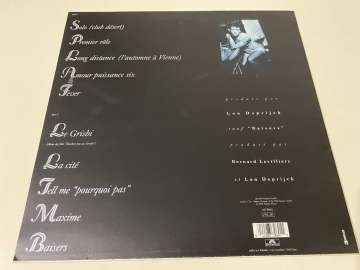 Solo (club désert)
Premier rôle
Long distance (l'automne à Vienne)
Amour puissance six
Fever
Le Grisbi
La cité
Tell me "pourquoi pas"
Maxime
Baisers
produit par
Lou Deprijck
sauf "Baisers"
produit par
Bernard Lavilliers
et Lou Deprijck